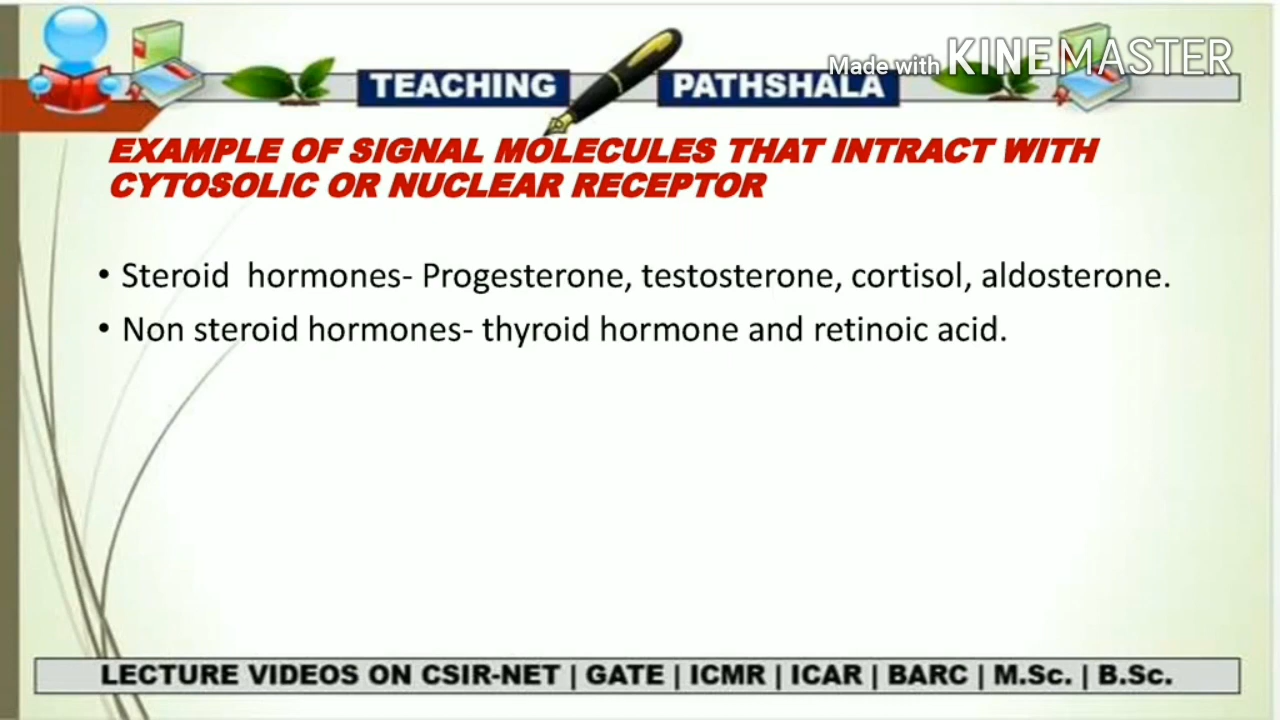 Made with KINEMASTER
TEACHING PATHSHALA
EXAMPLE OF SIGNAL MOLECULES THAT INTRACT WITH
CYTOSOLIC OR NUCLEAR RECEPTOR
• Steroid hormones- Progesterone, testosterone, cortisol, aldosterone.
• Non steroid hormones- thyroid hormone and retinoic acid.
LECTURE VIDEOS ON CSIR-NET | GATE | ICMR | ICAR | BARC | M.Sc. | B.Sc.